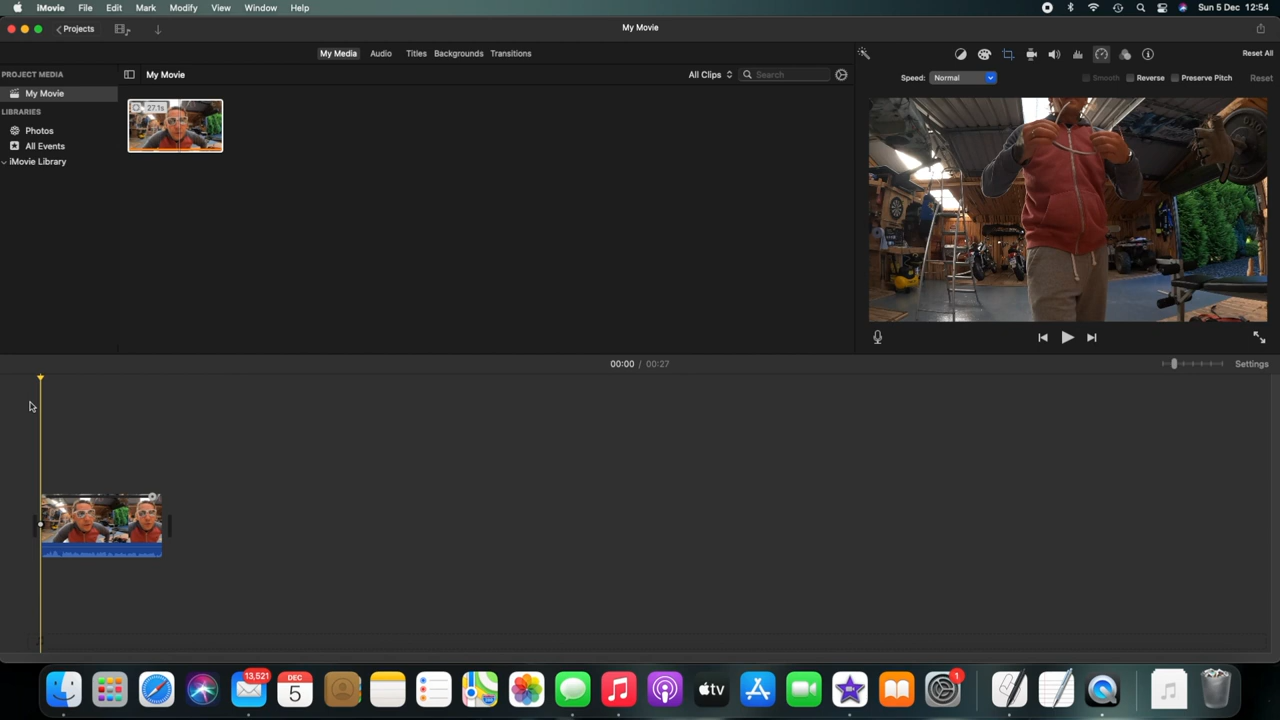 iMovie File Edit Mark Modify View Window Help Sun 5 Dec 12:54
Projects My Movie
My Media Audio Titles Backgrounds Transitions Reset All
PROJECT MEDIA My Movie All Clips Search Speed: Normal Smooth Reverse Preserve Pitch Reset
My Movie
27.1s
LIBRARIES
Photos
All Events
iMovie Library
00:00 / 00:27 Settings
13,521 DEC 5 tv 1